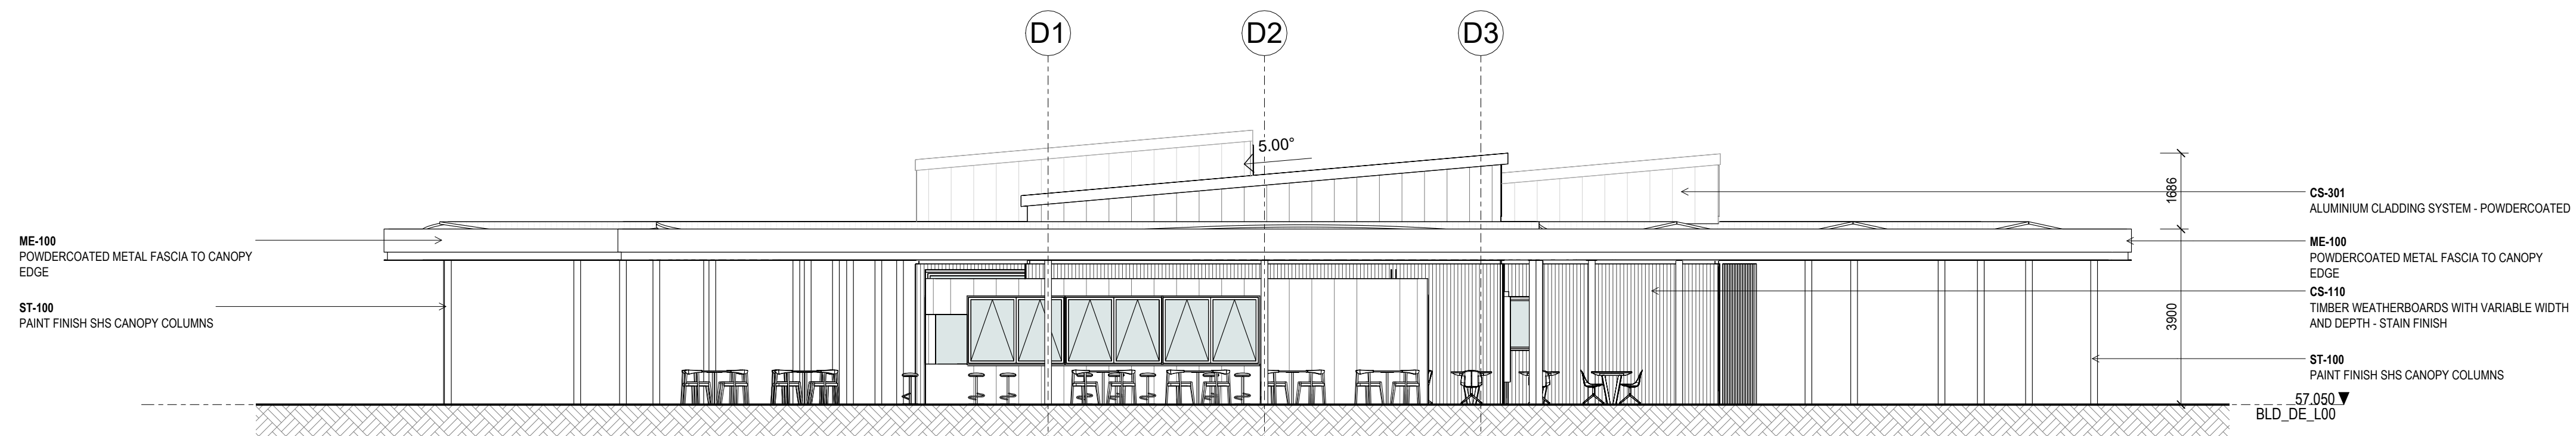 D1
D2
D3
5.00°
ME-100
POWDERCOATED METAL FASCIA TO CANOPY
EDGE
ST-100
PAINT FINISH SHS CANOPY COLUMNS
1686
3900
CS-301
ALUMINIUM CLADDING SYSTEM - POWDERCOATED
ME-100
POWDERCOATED METAL FASCIA TO CANOPY
EDGE
CS-110
TIMBER WEATHERBOARDS WITH VARIABLE WIDTH
AND DEPTH - STAIN FINISH
ST-100
PAINT FINISH SHS CANOPY COLUMNS
57.050
BLD_DE_L00